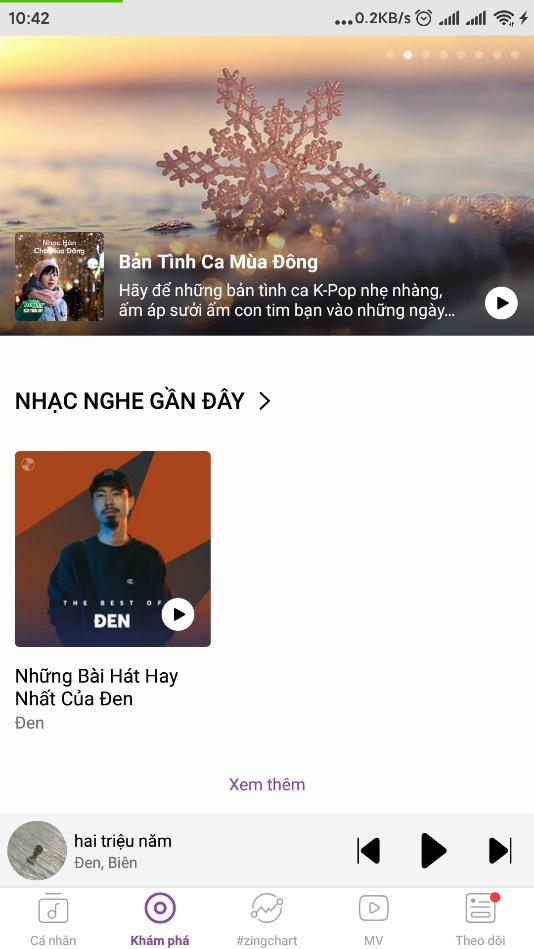 10:42
...0.2KB/s
Nhạc Hàn
Cho Mùa Đông
Bản Tình Ca Mùa Đông
Hãy để những bản tình ca K-Pop nhẹ nhàng,
ấm áp sưởi ấm con tim bạn vào những ngày...
NHẠC NGHE GẦN ĐÂY
THE BEST OF
ĐEN
Những Bài Hát Hay
Nhất Của Đen
Đen
Xem thêm
hai triệu năm
Đen, Biên
Cá nhân
Khám phá
#zingchart
MV
Theo dõi